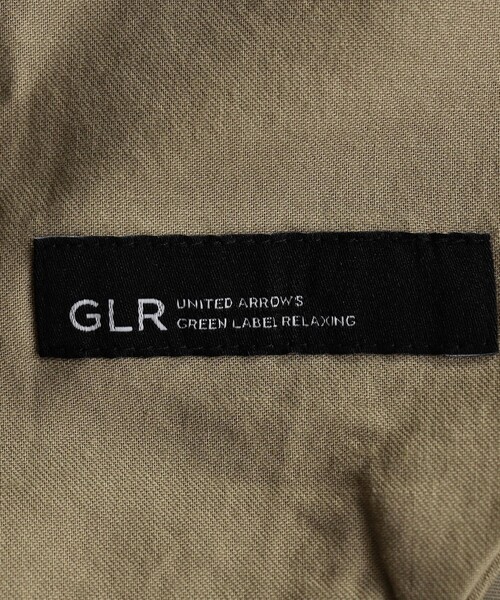 GLR
UNITED ARROWS
GREEN LABEL RELAXING